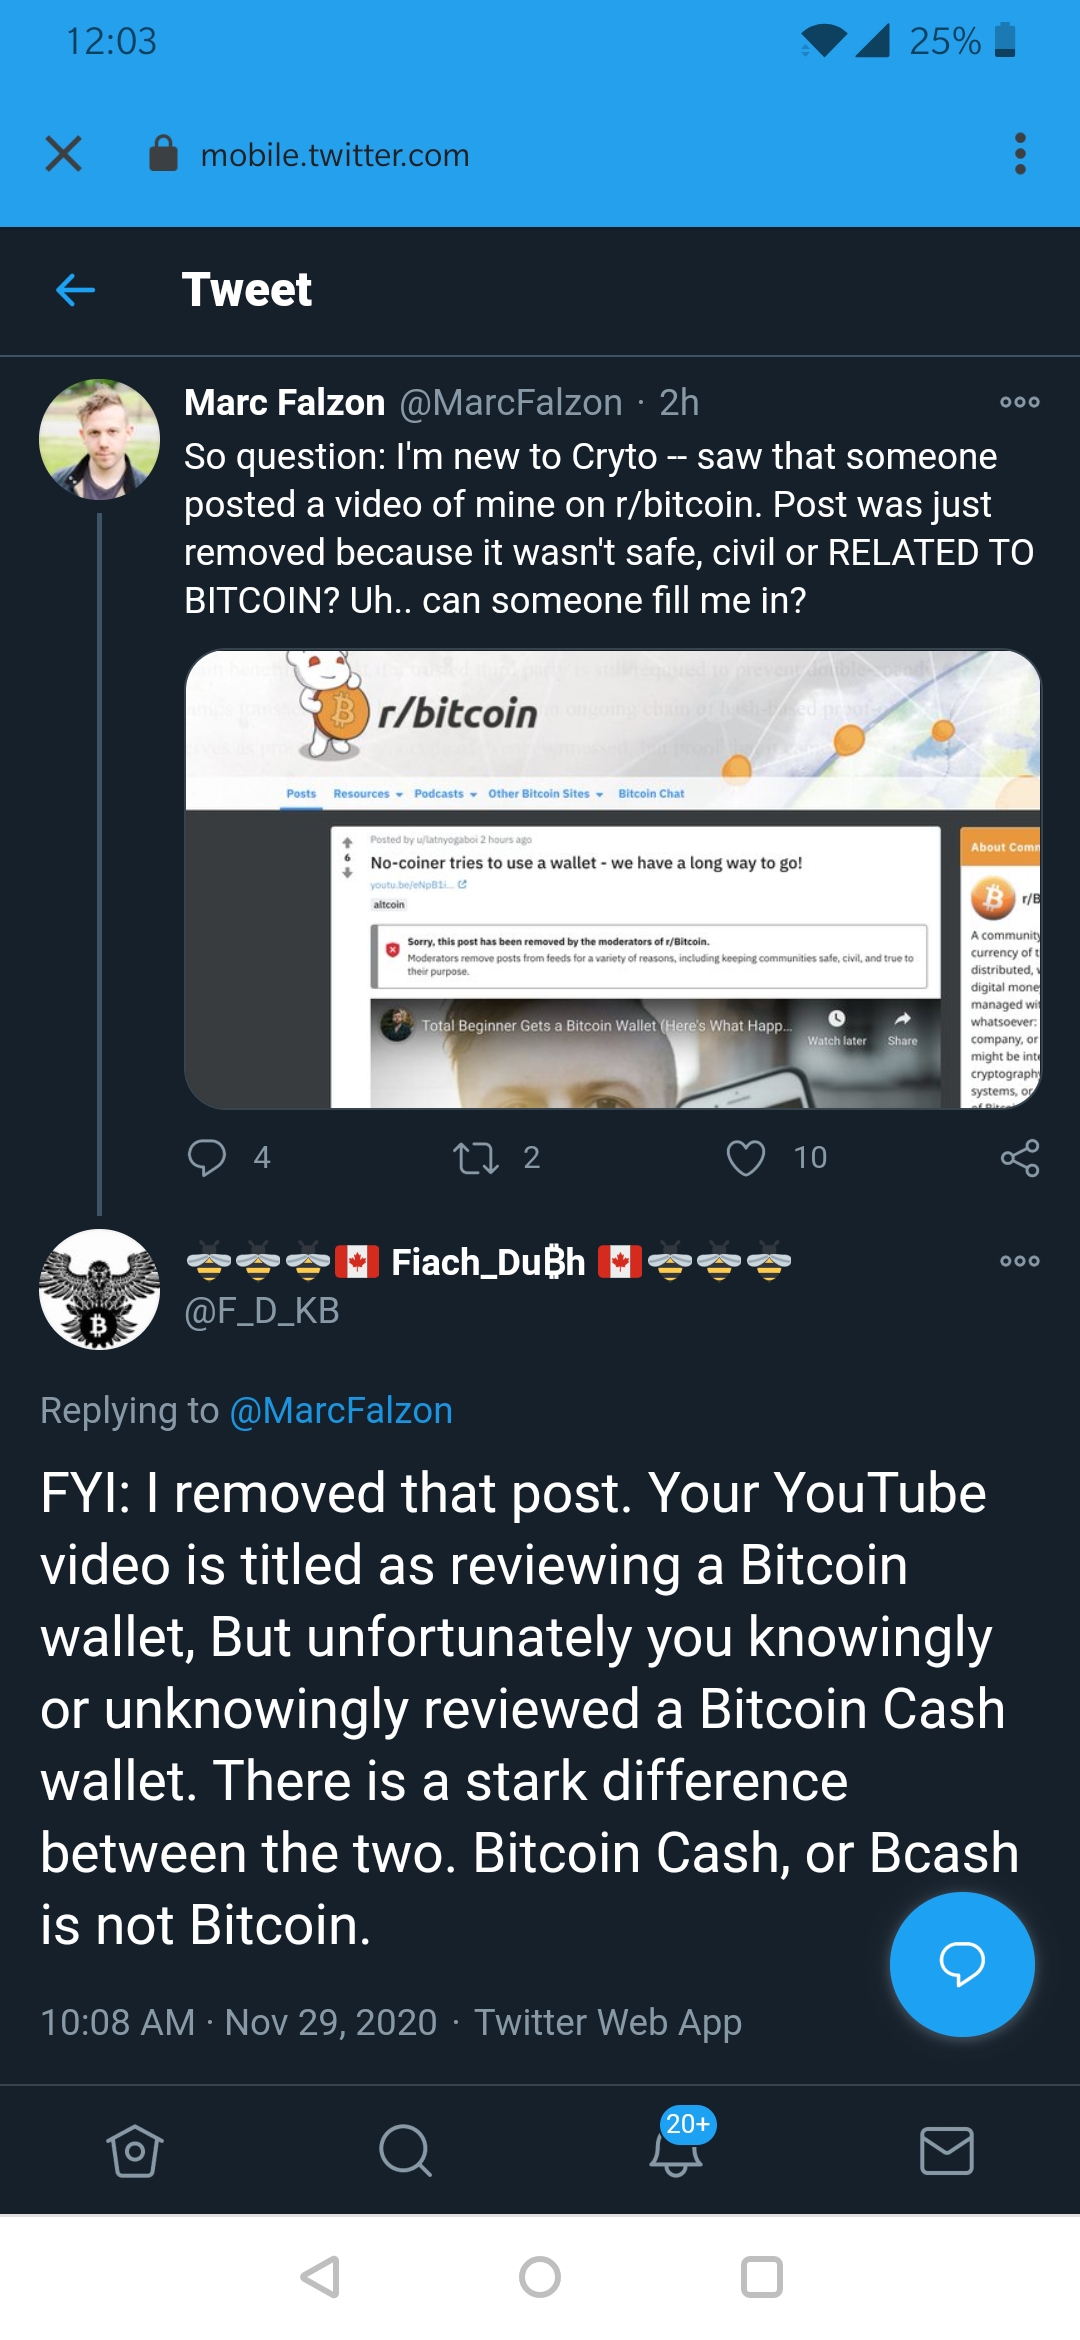 12:03
25%
mobile.twitter.com
Tweet
Marc Falzon @MarcFalzon · 2h
So question: I'm new to Cryto -- saw that someone
posted a video of mine on r/bitcoin. Post was just
removed because it wasn't safe, civil or RELATED TO
BITCOIN? Uh.. can someone fill me in?
r/bitcoin
Posts Resources Podcasts Other Bitcoin Sites Bitcoin Chat
Posted by u/latnyogaboi 2 hours ago
6
No-coiner tries to use a wallet - we have a long way to go!
youtu.be/eNpB1i...
altcoin
Sorry, this post has been removed by the moderators of r/Bitcoin.
Moderators remove posts from feeds for a variety of reasons, including keeping communities safe, civil, and true to
their purpose.
Total Beginner Gets a Bitcoin Wallet (Here's What Happ...
Watch later Share
About Comm
r/B
A community
currency of t
distributed, w
digital mone
managed wit
whatsoever:
company, or
might be inte
cryptograph
systems, or
4 2 10
🐝🐝🐝🇨🇦 Fiach_Du₿h 🇨🇦🐝🐝🐝
@F_D_KB
Replying to @MarcFalzon
FYI: I removed that post. Your YouTube
video is titled as reviewing a Bitcoin
wallet, But unfortunately you knowingly
or unknowingly reviewed a Bitcoin Cash
wallet. There is a stark difference
between the two. Bitcoin Cash, or Bcash
is not Bitcoin.
10:08 AM · Nov 29, 2020 · Twitter Web App
20+